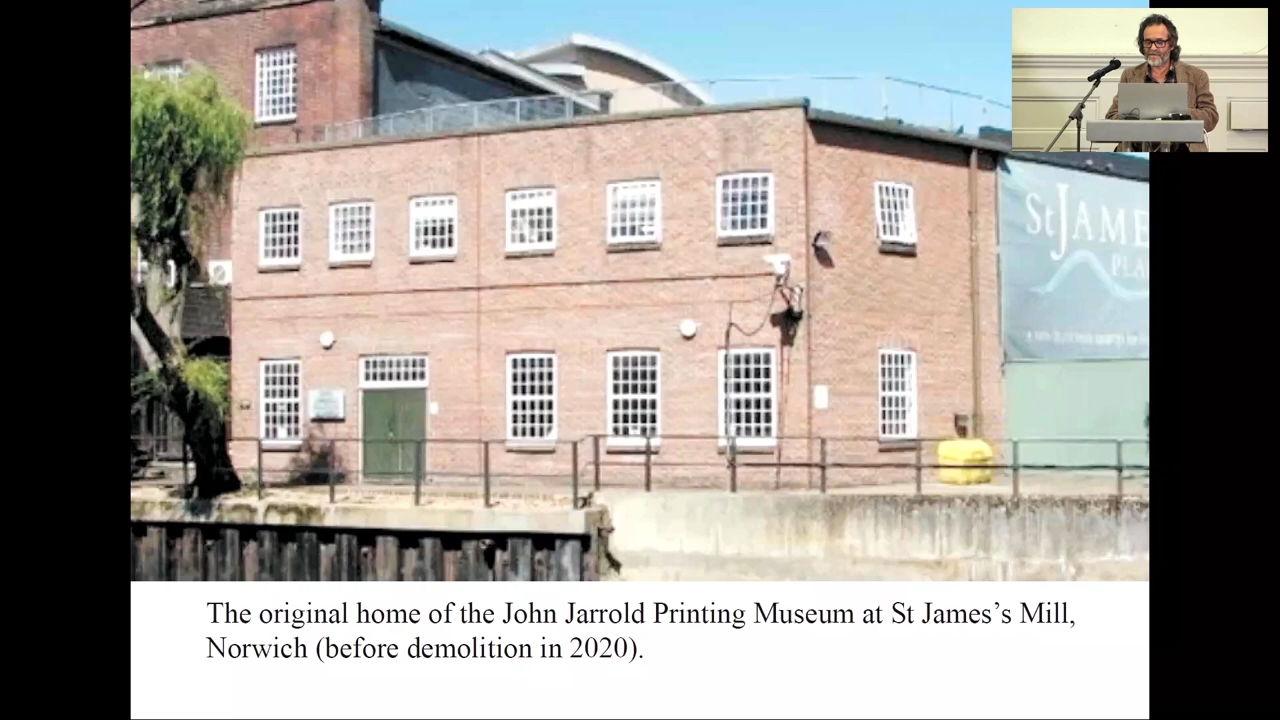 St JAME
PLA
The original home of the John Jarrold Printing Museum at St James’s Mill,
Norwich (before demolition in 2020).